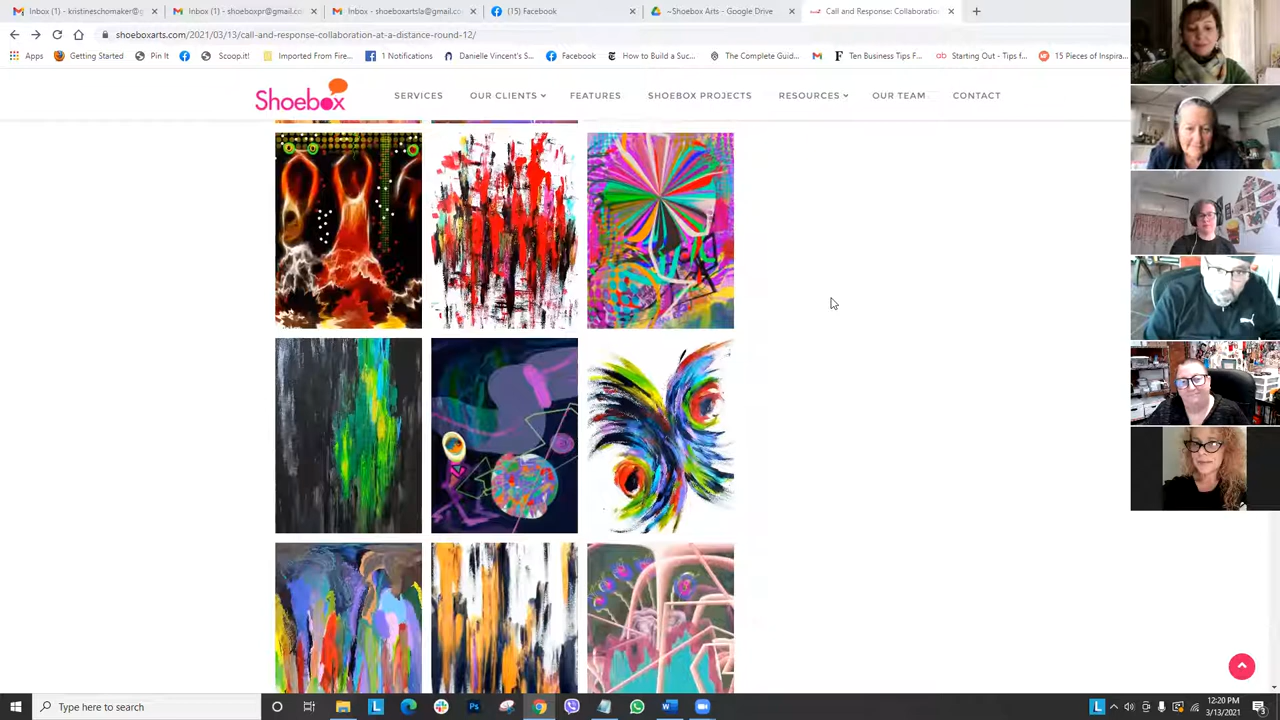 Inbox (1) - kristineschomaker@g
Inbox (1) - shoeboxpr@gmail.com
Inbox - shoeboxartsla@gmail.co
(15) Facebook
~Shoebox Arts - Google Drive
Call and Response: Collaboratio
shoeboxarts.com/2021/03/13/call-and-response-collaboration-at-a-distance-round-12/
Apps
Getting Started
Pin It
Scoop.it!
Imported From Fire...
1 Notifications
Danielle Vincent's S...
Facebook
How to Build a Suc...
The Complete Guid...
Ten Business Tips F...
Starting Out - Tips f...
15 Pieces of Inspira...
Shoebox
SERVICES
OUR CLIENTS
FEATURES
SHOEBOX PROJECTS
RESOURCES
OUR TEAM
CONTACT
Type here to search
12:20 PM
3/13/2021